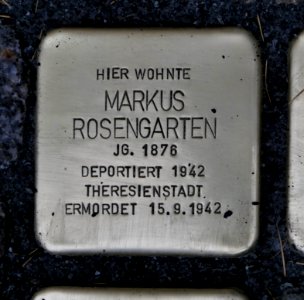 HIER WOHNTE
MARKUS
ROSENGARTEN
JG. 1876
DEPORTIERT 1942
THERESIENSTADT
ERMORDET 15.9.1942